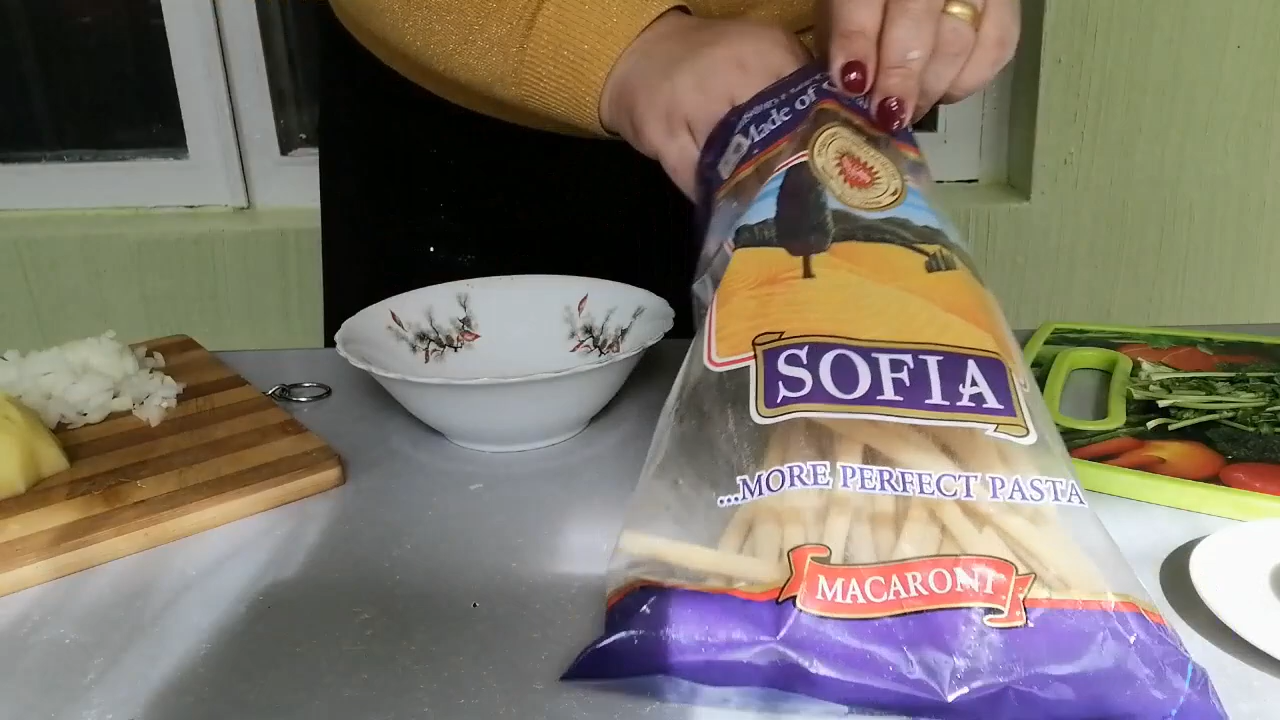 Made of
SOFIA
...MORE PERFECT PASTA
MACARONI